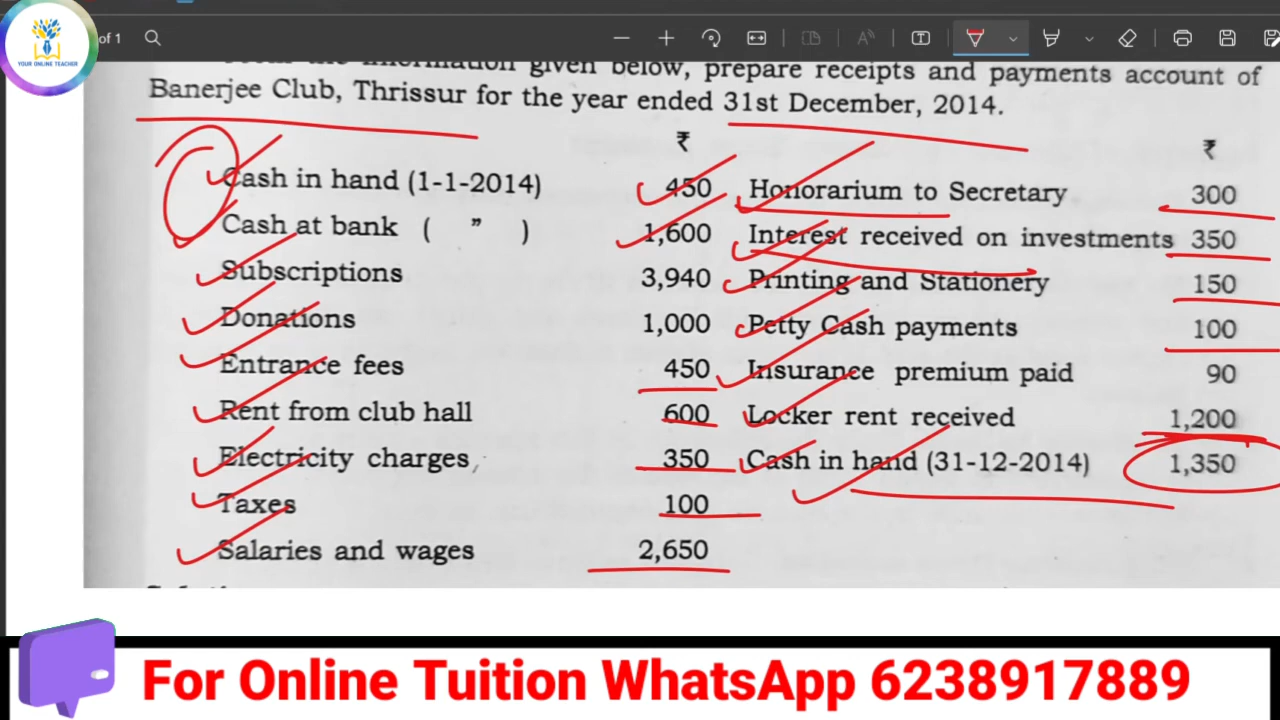 YOUR ONLINE TEACHER
of 1
information given below, prepare receipts and payments account of
Banerjee Club, Thrissur for the year ended 31st December, 2014.
₹ ₹
Cash in hand (1-1-2014) 450 Honorarium to Secretary 300
Cash at bank ( ” ) 1,600 Interest received on investments 350
Subscriptions 3,940 Printing and Stationery 150
Donations 1,000 Petty Cash payments 100
Entrance fees 450 Insurance premium paid 90
Rent from club hall 600 Locker rent received 1,200
Electricity charges 350 Cash in hand (31-12-2014) 1,350
Taxes 100
Salaries and wages 2,650
For Online Tuition WhatsApp 6238917889